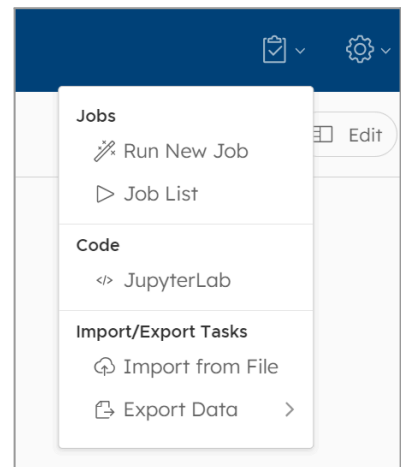 Jobs
Run New Job
Edit
Job List
Code
JupyterLab
Import/Export Tasks
Import from File
Export Data